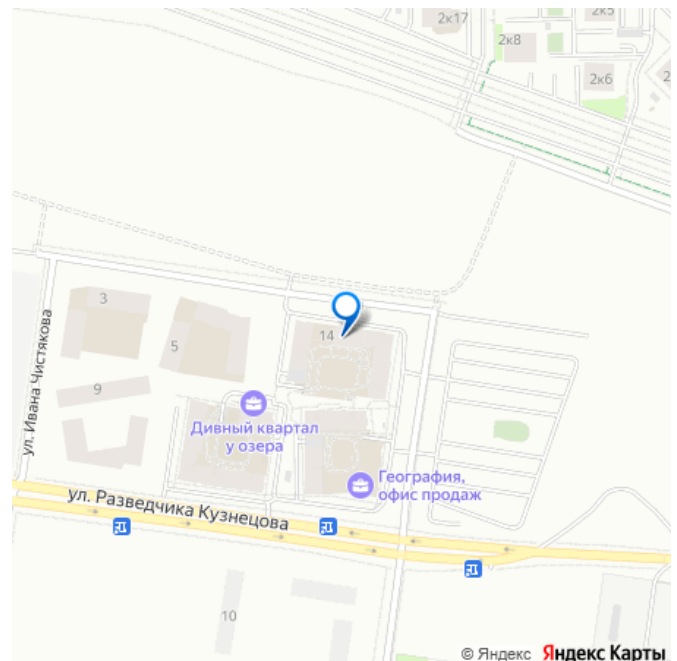 2к17
2к5
2к8
2к6
2
3
14
5
9
ул. Ивана Чистякова
Дивный квартал
у озера
География,
офис продаж
ул. Разведчика Кузнецова
10
© Яндекс Яндекс Карты